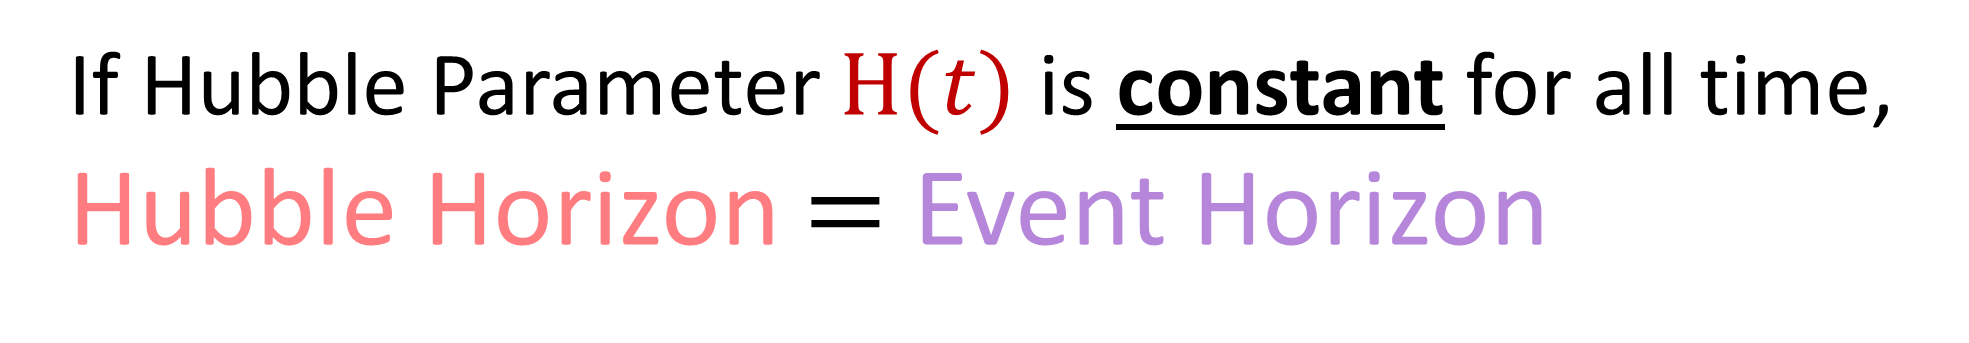 If Hubble Parameter H(t) is constant for all time,
Hubble Horizon = Event Horizon